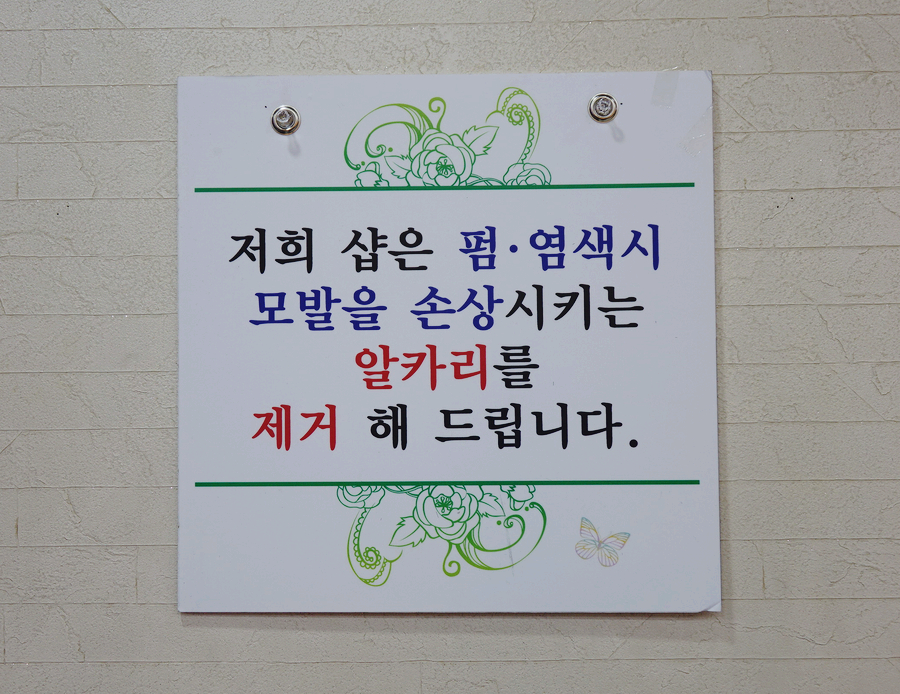 저희 샵은 펌·염색시
모발을 손상시키는
알카리를
제거 해 드립니다.